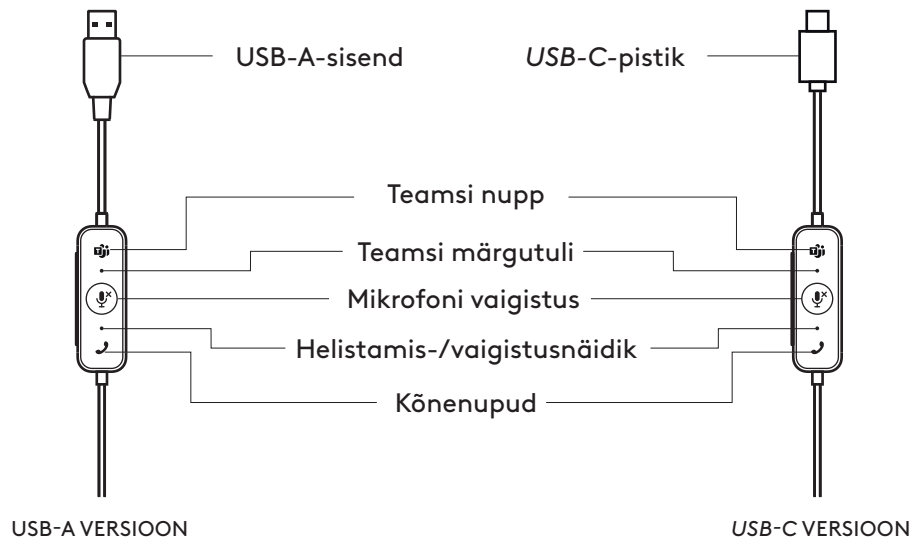 USB-A-sisend
USB-C-pistik
Teamsi nupp
Teamsi märgutuli
Mikrofoni vaigistus
Helistamis-/vaigistusnäidik
Kõnenupud
USB-A VERSIOON
USB-C VERSIOON